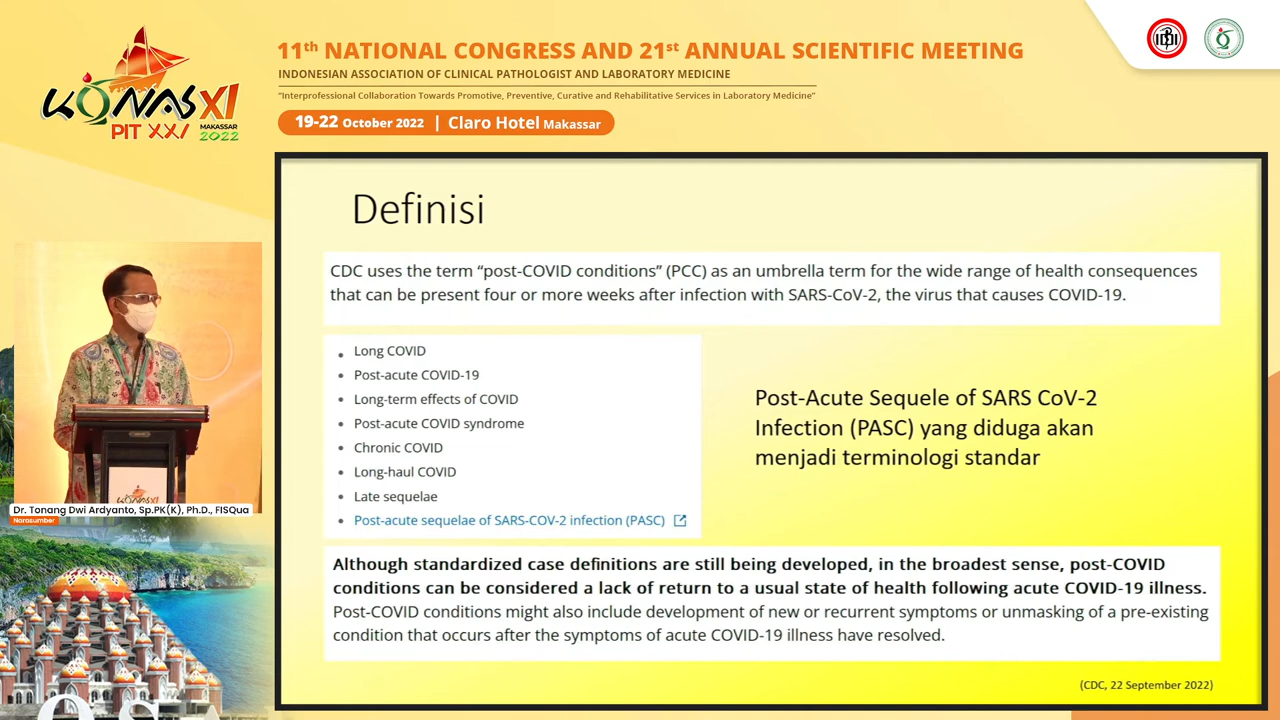 11th NATIONAL CONGRESS AND 21st ANNUAL SCIENTIFIC MEETING
INDONESIAN ASSOCIATION OF CLINICAL PATHOLOGIST AND LABORATORY MEDICINE
"Interprofessional Collaboration Towards Promotive, Preventive, Curative and Rehabilitative Services in Laboratory Medicine"
19-22 October 2022 | Claro Hotel Makassar
KONAS XI
PIT XXI
MAKASSAR
2022
IDI
Definisi
CDC uses the term “post-COVID conditions” (PCC) as an umbrella term for the wide range of health consequences
that can be present four or more weeks after infection with SARS-CoV-2, the virus that causes COVID-19.
• Long COVID
• Post-acute COVID-19
• Long-term effects of COVID
• Post-acute COVID syndrome
• Chronic COVID
• Long-haul COVID
• Late sequelae
• Post-acute sequelae of SARS-COV-2 infection (PASC)
Post-Acute Sequele of SARS CoV-2
Infection (PASC) yang diduga akan
menjadi terminologi standar
Although standardized case definitions are still being developed, in the broadest sense, post-COVID
conditions can be considered a lack of return to a usual state of health following acute COVID-19 illness.
Post-COVID conditions might also include development of new or recurrent symptoms or unmasking of a pre-existing
condition that occurs after the symptoms of acute COVID-19 illness have resolved.
(CDC, 22 September 2022)
Dr. Tonang Dwi Ardyanto, Sp.PK(K), Ph.D., FISQua
Narasumber